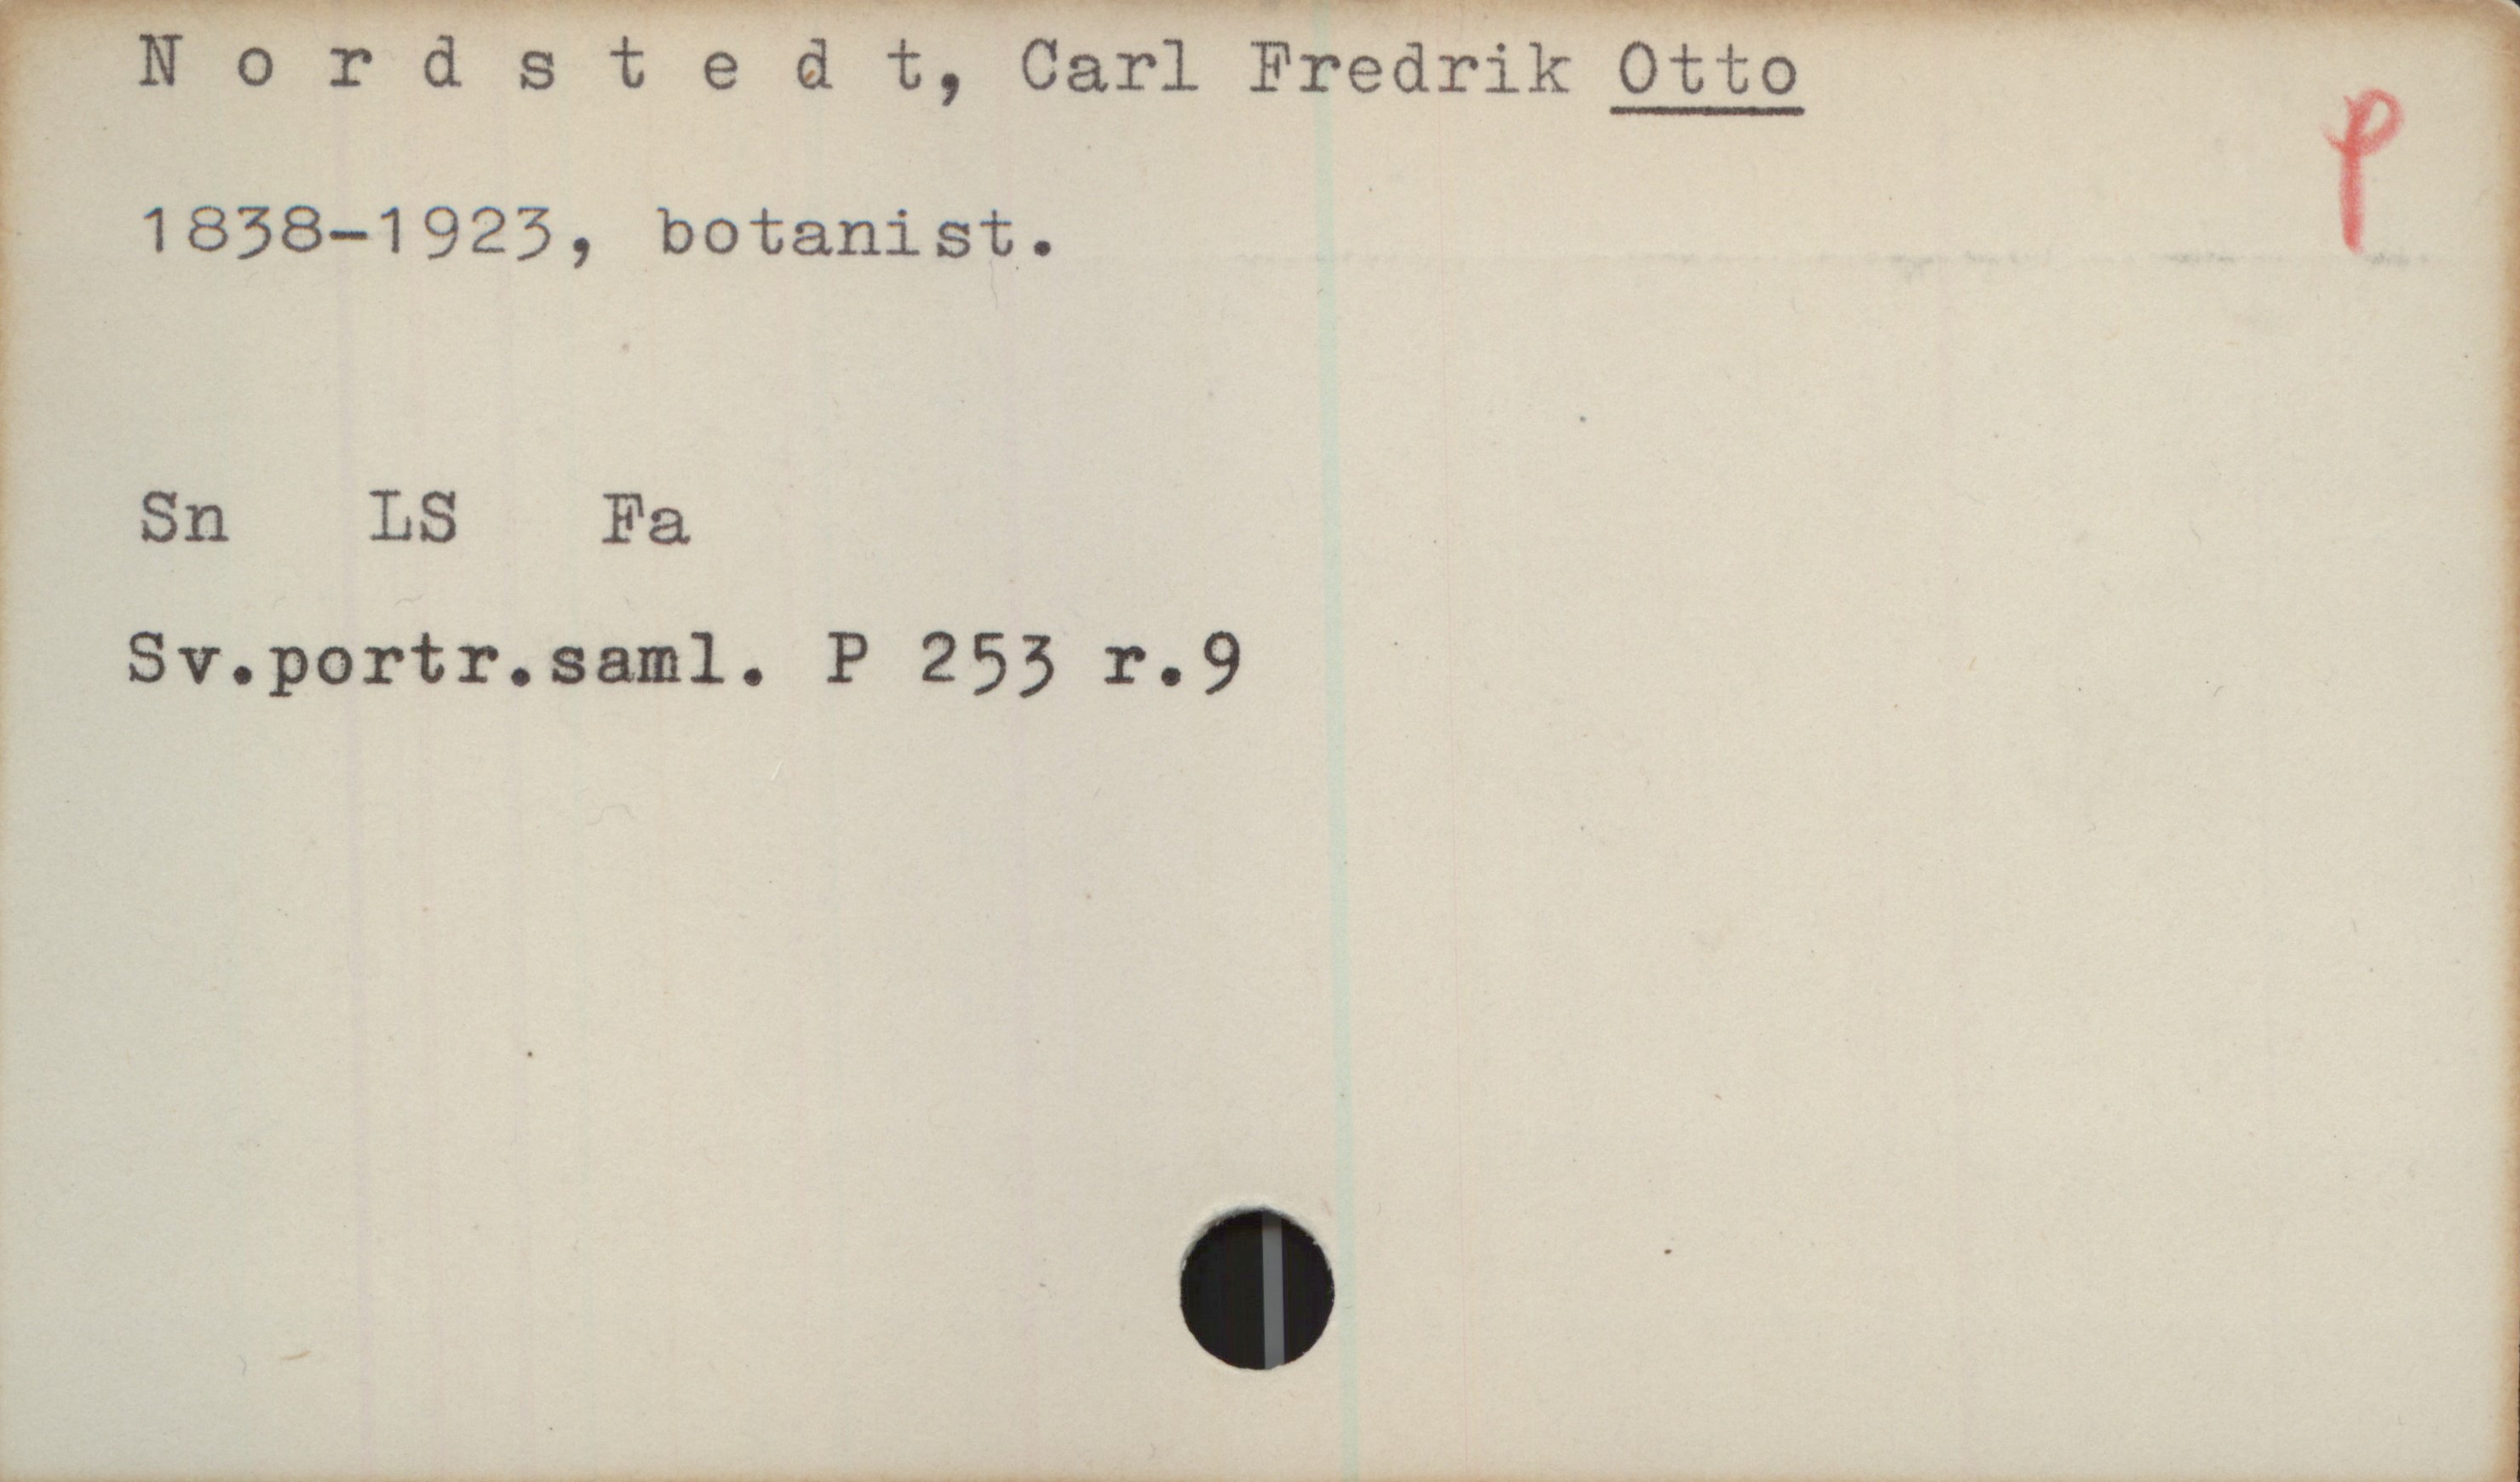 N o r d s t e d t, Carl Fredrik Otto
P
1838-1923, botanist.
Sn LS Fa
Sv.portr.saml. P 253 r.9